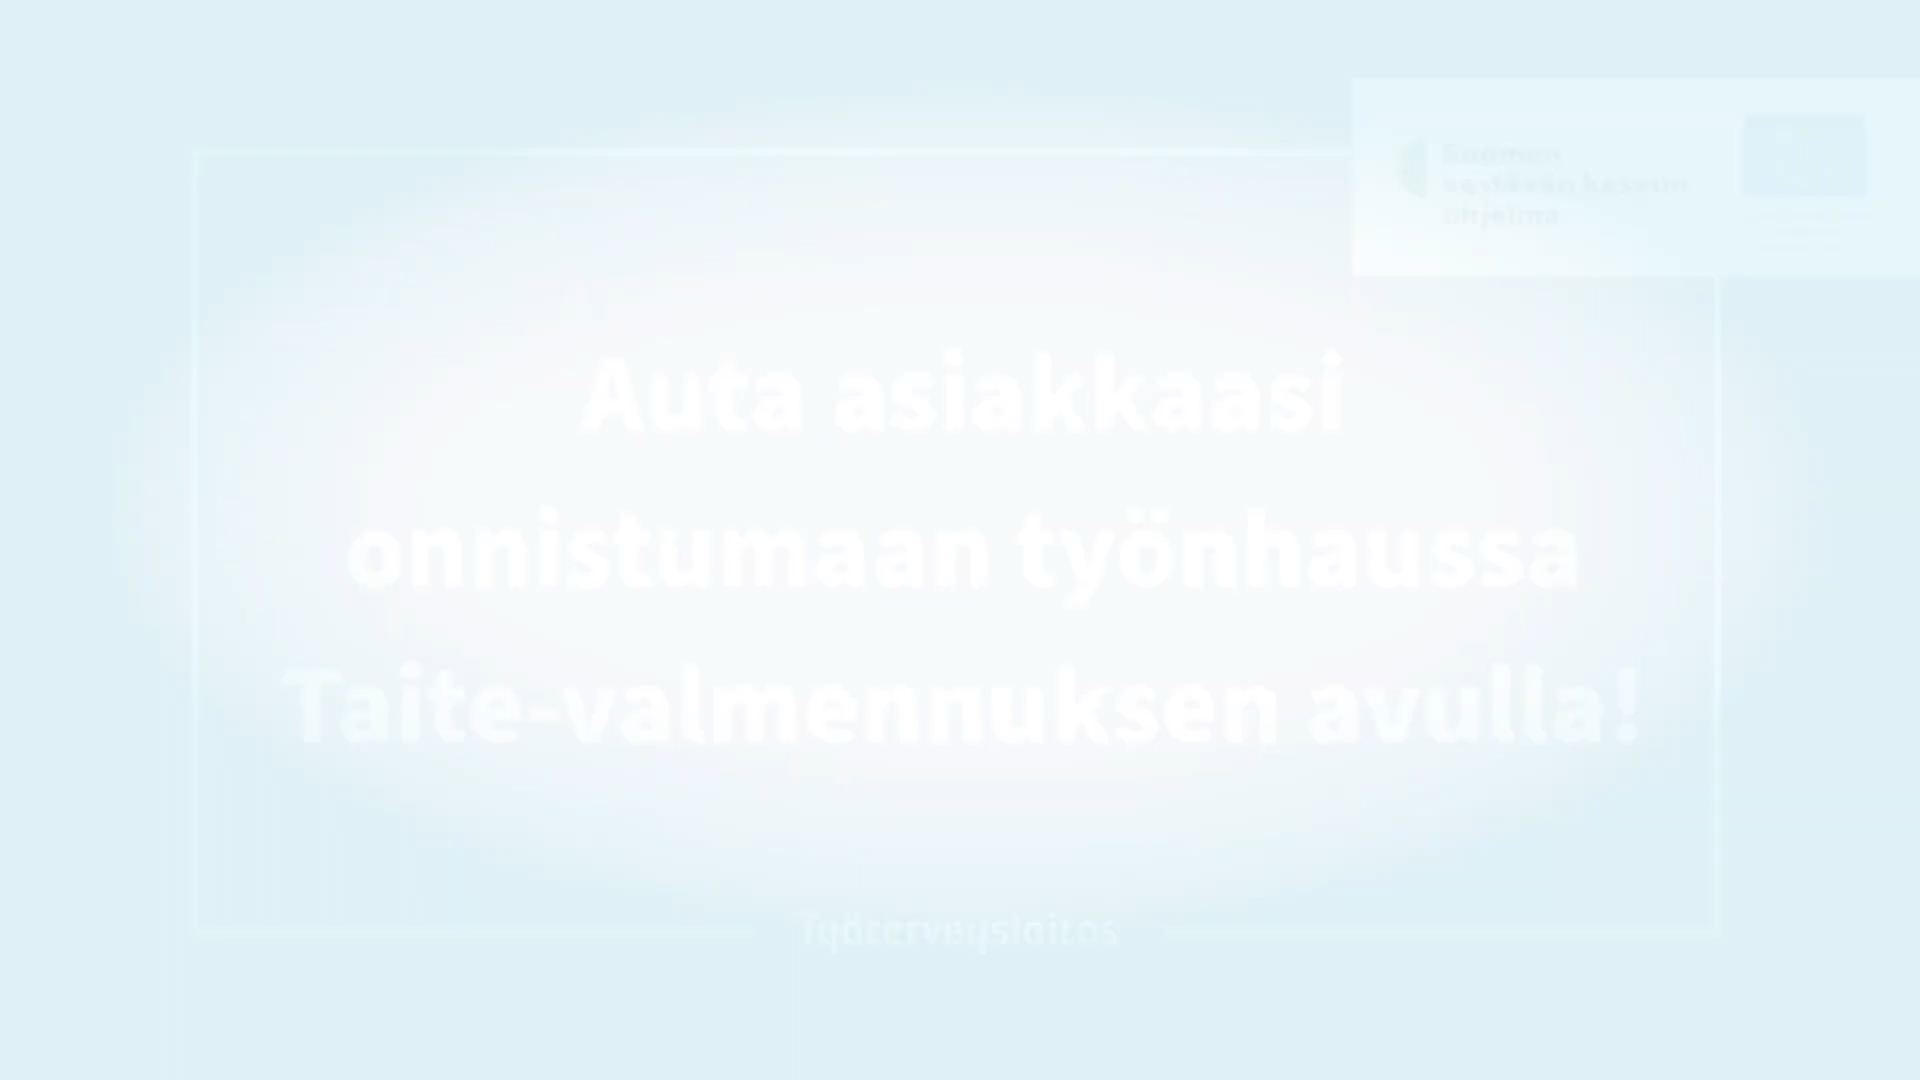 Suomen
kestävän kasvun
ohjelma
Auta asiakkaasi
onnistumaan työnhaussa
Taite-valmennuksen avulla!
Työterveyslaitos